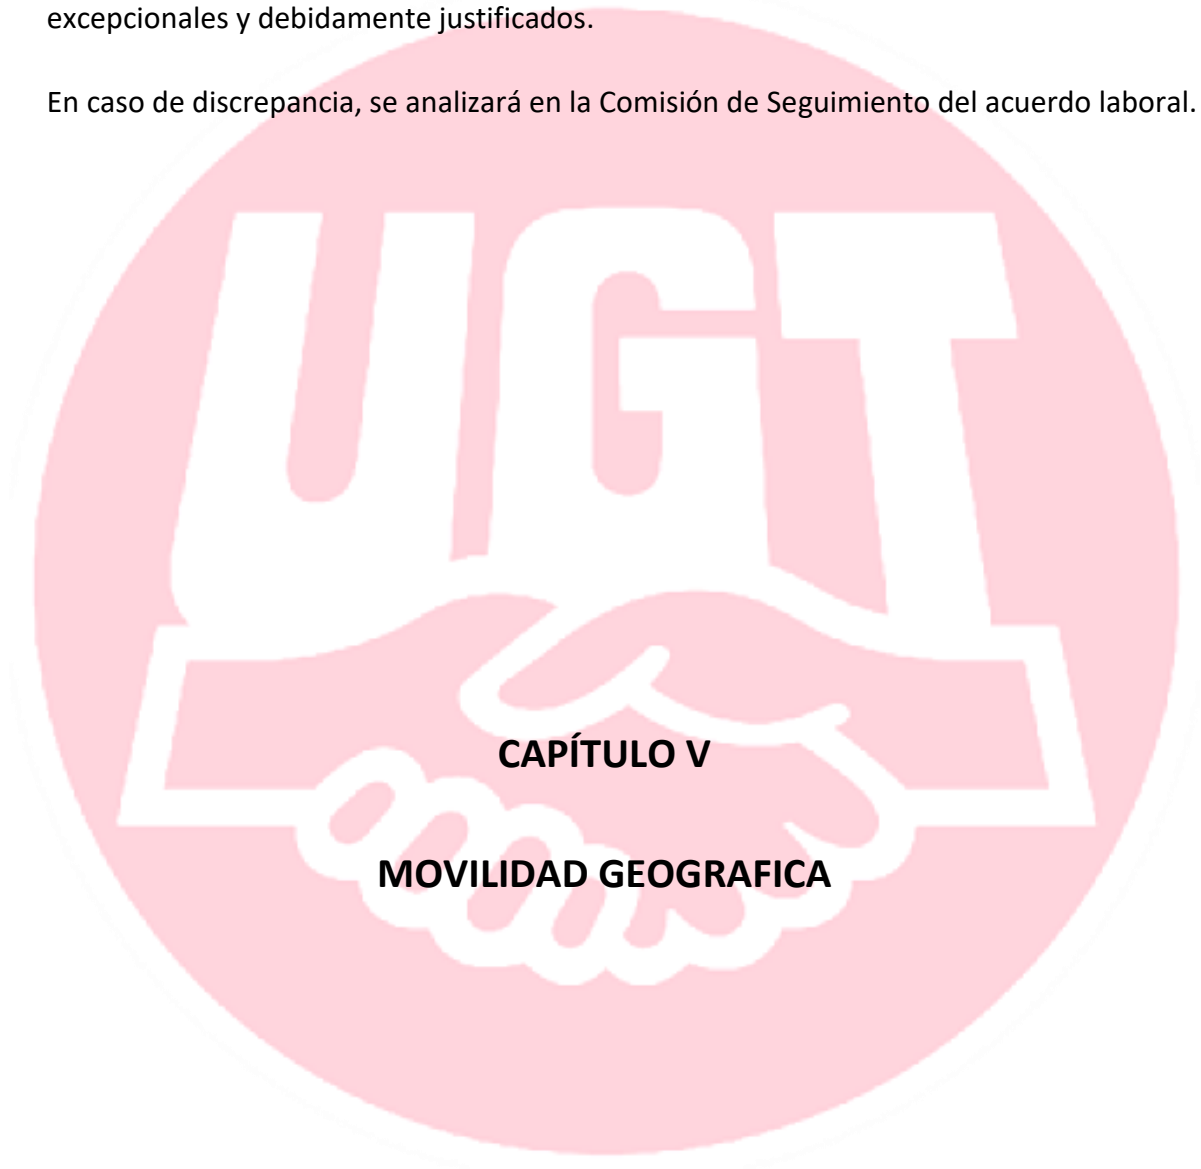 excepcionales y debidamente justificados.
En caso de discrepancia, se analizará en la Comisión de Seguimiento del acuerdo laboral.
UGT
CAPÍTULO V
MOVILIDAD GEOGRAFICA